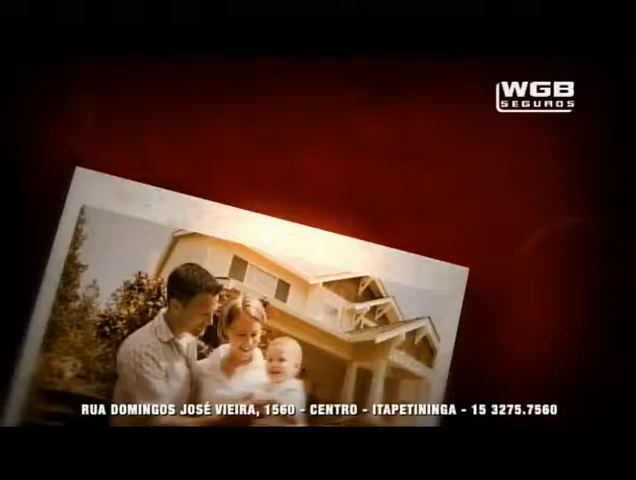 WGB
SEGUROS
RUA DOMINGOS JOSÉ VIEIRA, 1560 - CENTRO - ITAPETININGA - 15 3275.7560